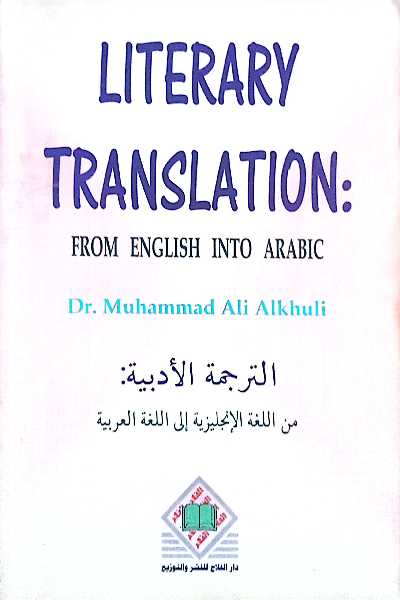 LITERARY
TRANSLATION:
FROM ENGLISH INTO ARABIC
Dr. Muhammad Ali Alkhuli
الترجمة الأدبية:
من اللغة الإنجليزية إلى اللغة العربية
دار الفلاح للنشر والتوزيع